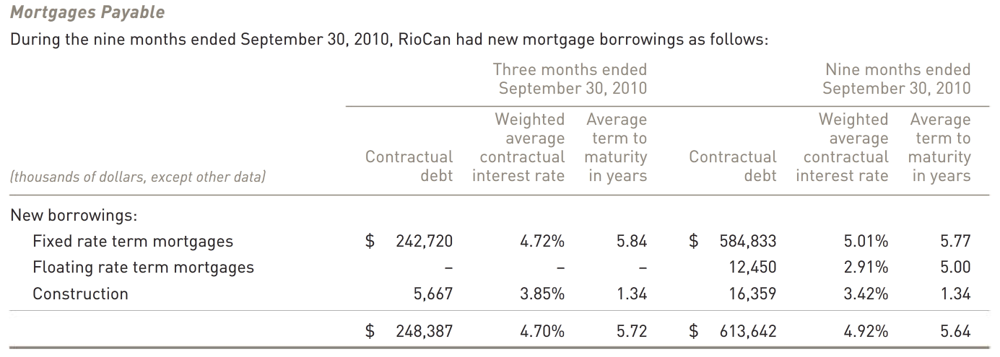 Mortgages Payable
During the nine months ended September 30, 2010, RioCan had new mortgage borrowings as follows:
Three months ended Nine months ended
September 30, 2010 September 30, 2010
Weighted Average Weighted Average
average term to average term to
Contractual contractual maturity Contractual contractual maturity
(thousands of dollars, except other data) debt interest rate in years debt interest rate in years
New borrowings:
Fixed rate term mortgages $ 242,720 4.72% 5.84 $ 584,833 5.01% 5.77
Floating rate term mortgages – – – 12,450 2.91% 5.00
Construction 5,667 3.85% 1.34 16,359 3.42% 1.34
$ 248,387 4.70% 5.72 $ 613,642 4.92% 5.64